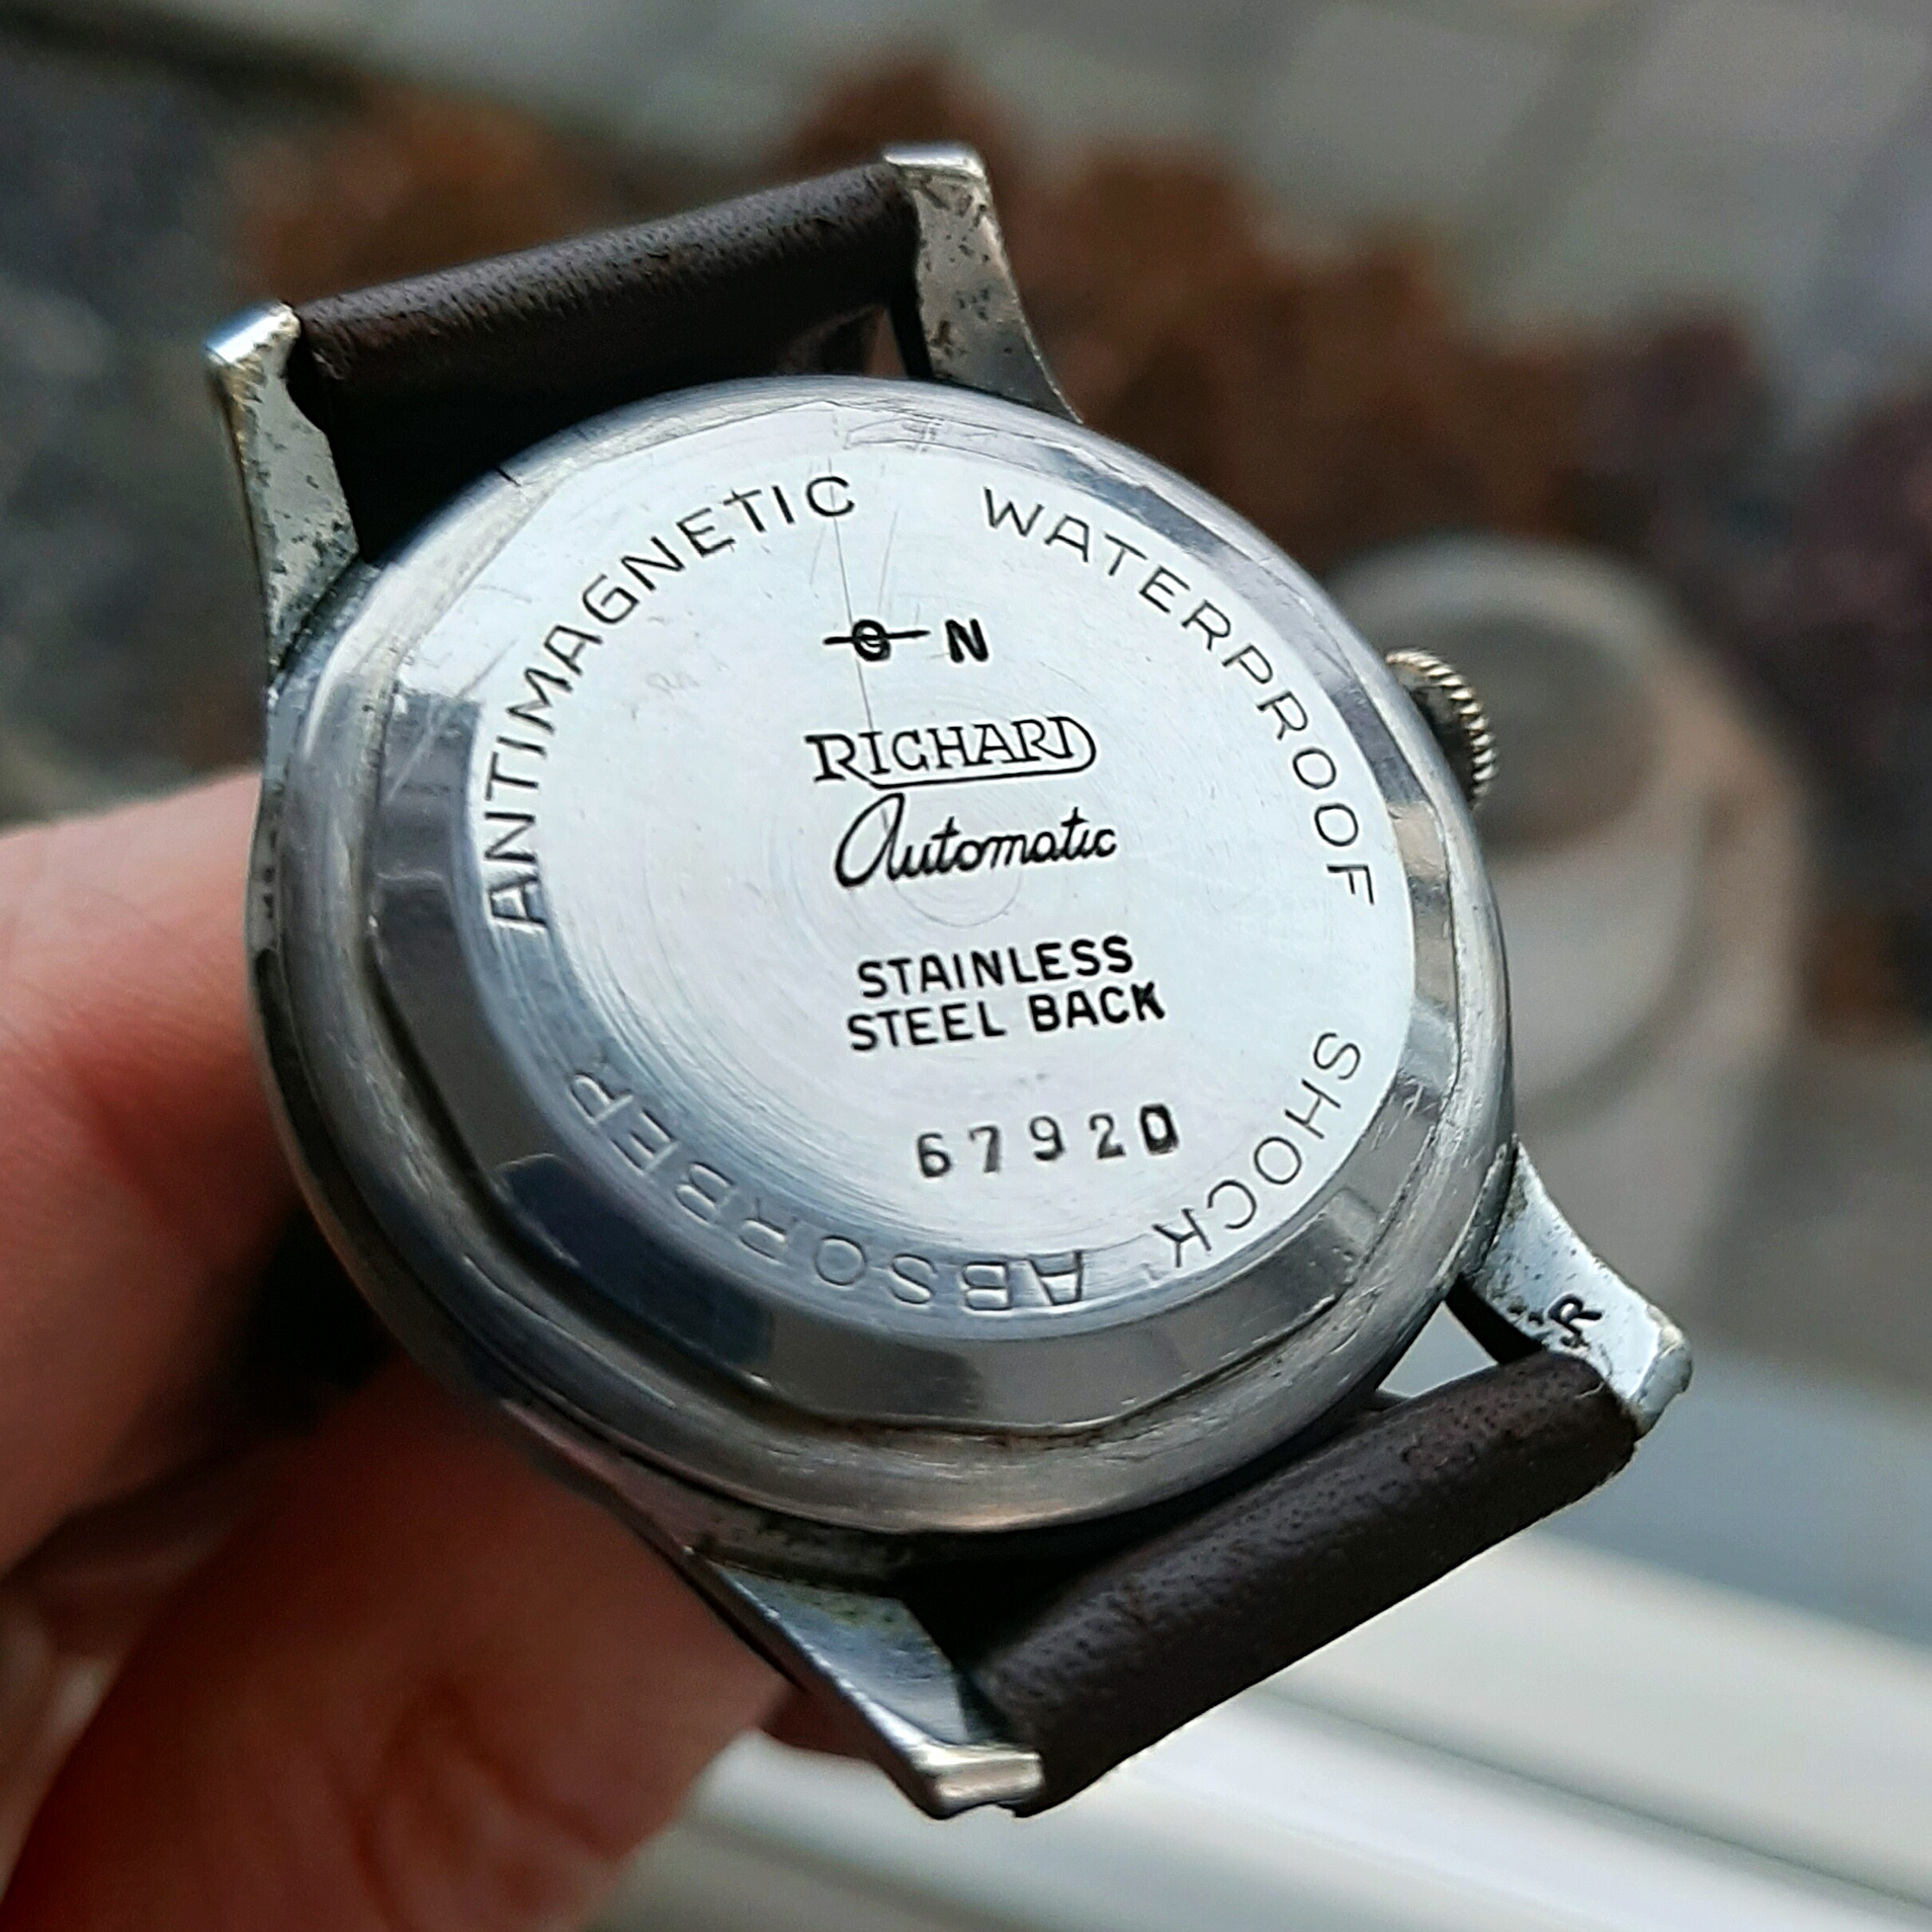 ANTIMAGNETIC WATERPROOF
O N
RICHARD
Automatic
STAINLESS
STEEL BACK
67920
SHOCK ABSORBER
R